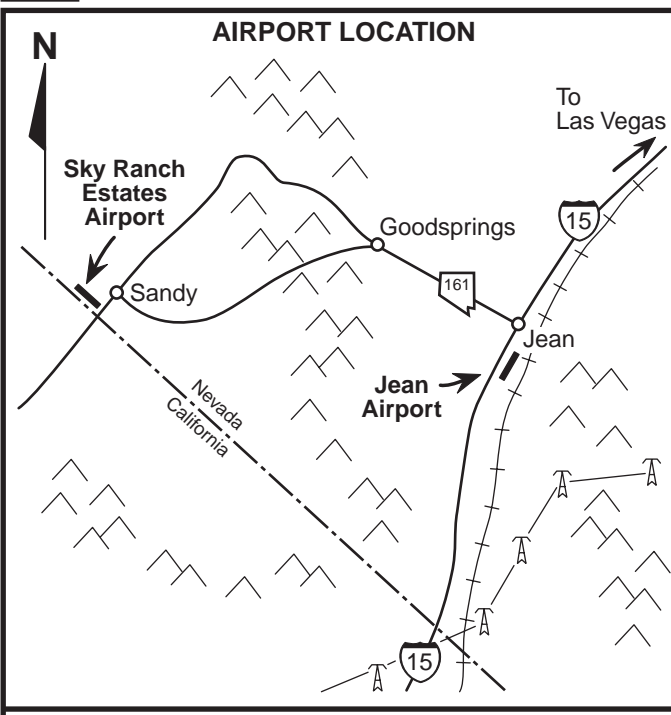 AIRPORT LOCATION
N
To
Las Vegas
Sky Ranch
Estates
Airport
15
Goodsprings
161
Sandy
Jean
Jean
Airport
Nevada
California
15